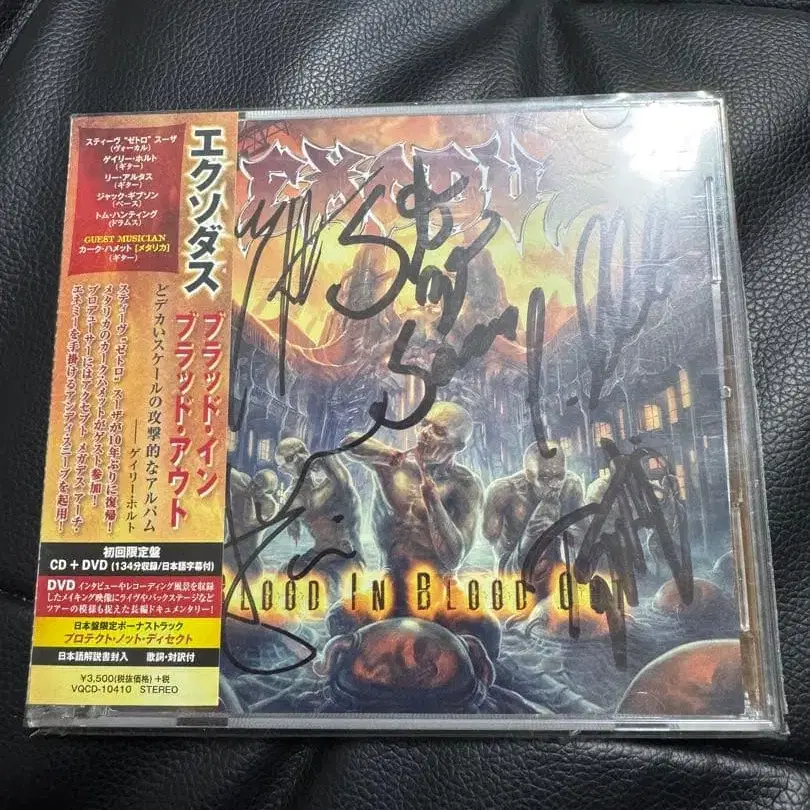 スティーヴ "ゼトロ" スーザ
(ヴォーカル)
ゲイリー・ホルト
(ギター)
リー・アルタス
(ギター)
ジャック・ギブソン
(ベース)
トム・ハンティング
(ドラムス)
GUEST MUSICIAN
カーク・ハメット [メタリカ]
(ギター)
エクソダス
ブラッド・イン
ブラッド・アウト
どデカいスケールの攻撃的なアルバム
── ゲイリー・ホルト
スティーヴ"ゼトロ" スーザが10年ぶりに復帰!
メタリカのカーク・ハメットがゲスト参加!
プロデューサーにはアクセプト メガデス アーチ・
エネミーを手掛けるアンディ・スニープを起用!
初回限定盤
CD + DVD (134分収録/日本語字幕付)
DVD インタビューやレコーディング風景を収録
したメイキング映像にライヴやバックステージなど
ツアーの模様も捉えた長編ドキュメンタリー!
日本盤限定ボーナストラック
プロテクト・ノット・ディセクト
日本語解説書封入 歌詞・対訳付
¥3,500(税抜価格)+税
VQCD-10410 STEREO
EXODU
BLOOD IN BLOOD OUT